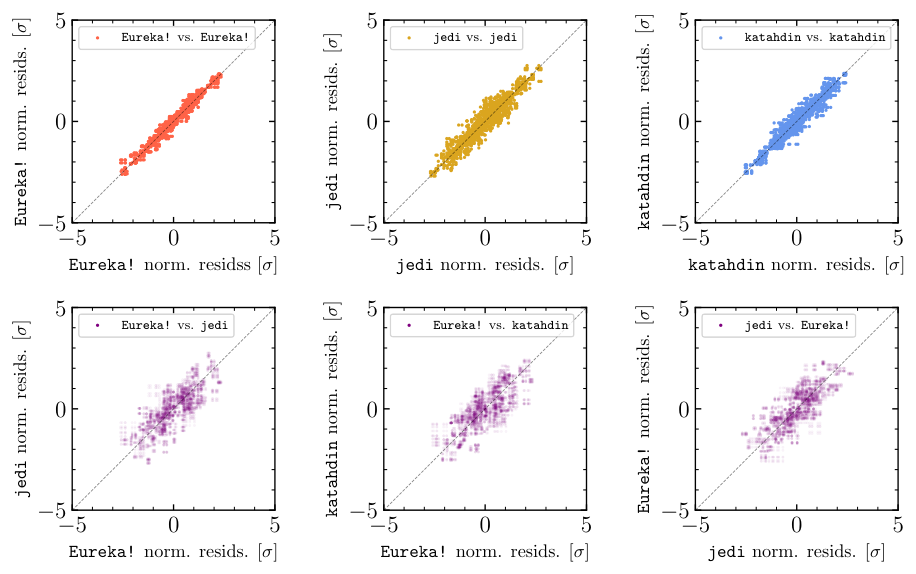 Eureka! vs. Eureka!
Eureka! norm. resids. [σ]
5
0
−5
−5
0
5
Eureka! norm. residss [σ]
jedi vs. jedi
jedi norm. resids. [σ]
5
0
−5
−5
0
5
jedi norm. resids. [σ]
katahdin vs. katahdin
katahdin norm. resids. [σ]
5
0
−5
−5
0
5
katahdin norm. resids. [σ]
Eureka! vs. jedi
jedi norm. resids. [σ]
5
0
−5
−5
0
5
Eureka! norm. resids. [σ]
Eureka! vs. katahdin
katahdin norm. resids. [σ]
5
0
−5
−5
0
5
Eureka! norm. resids. [σ]
jedi vs. Eureka!
Eureka! norm. resids. [σ]
5
0
−5
−5
0
5
jedi norm. resids. [σ]